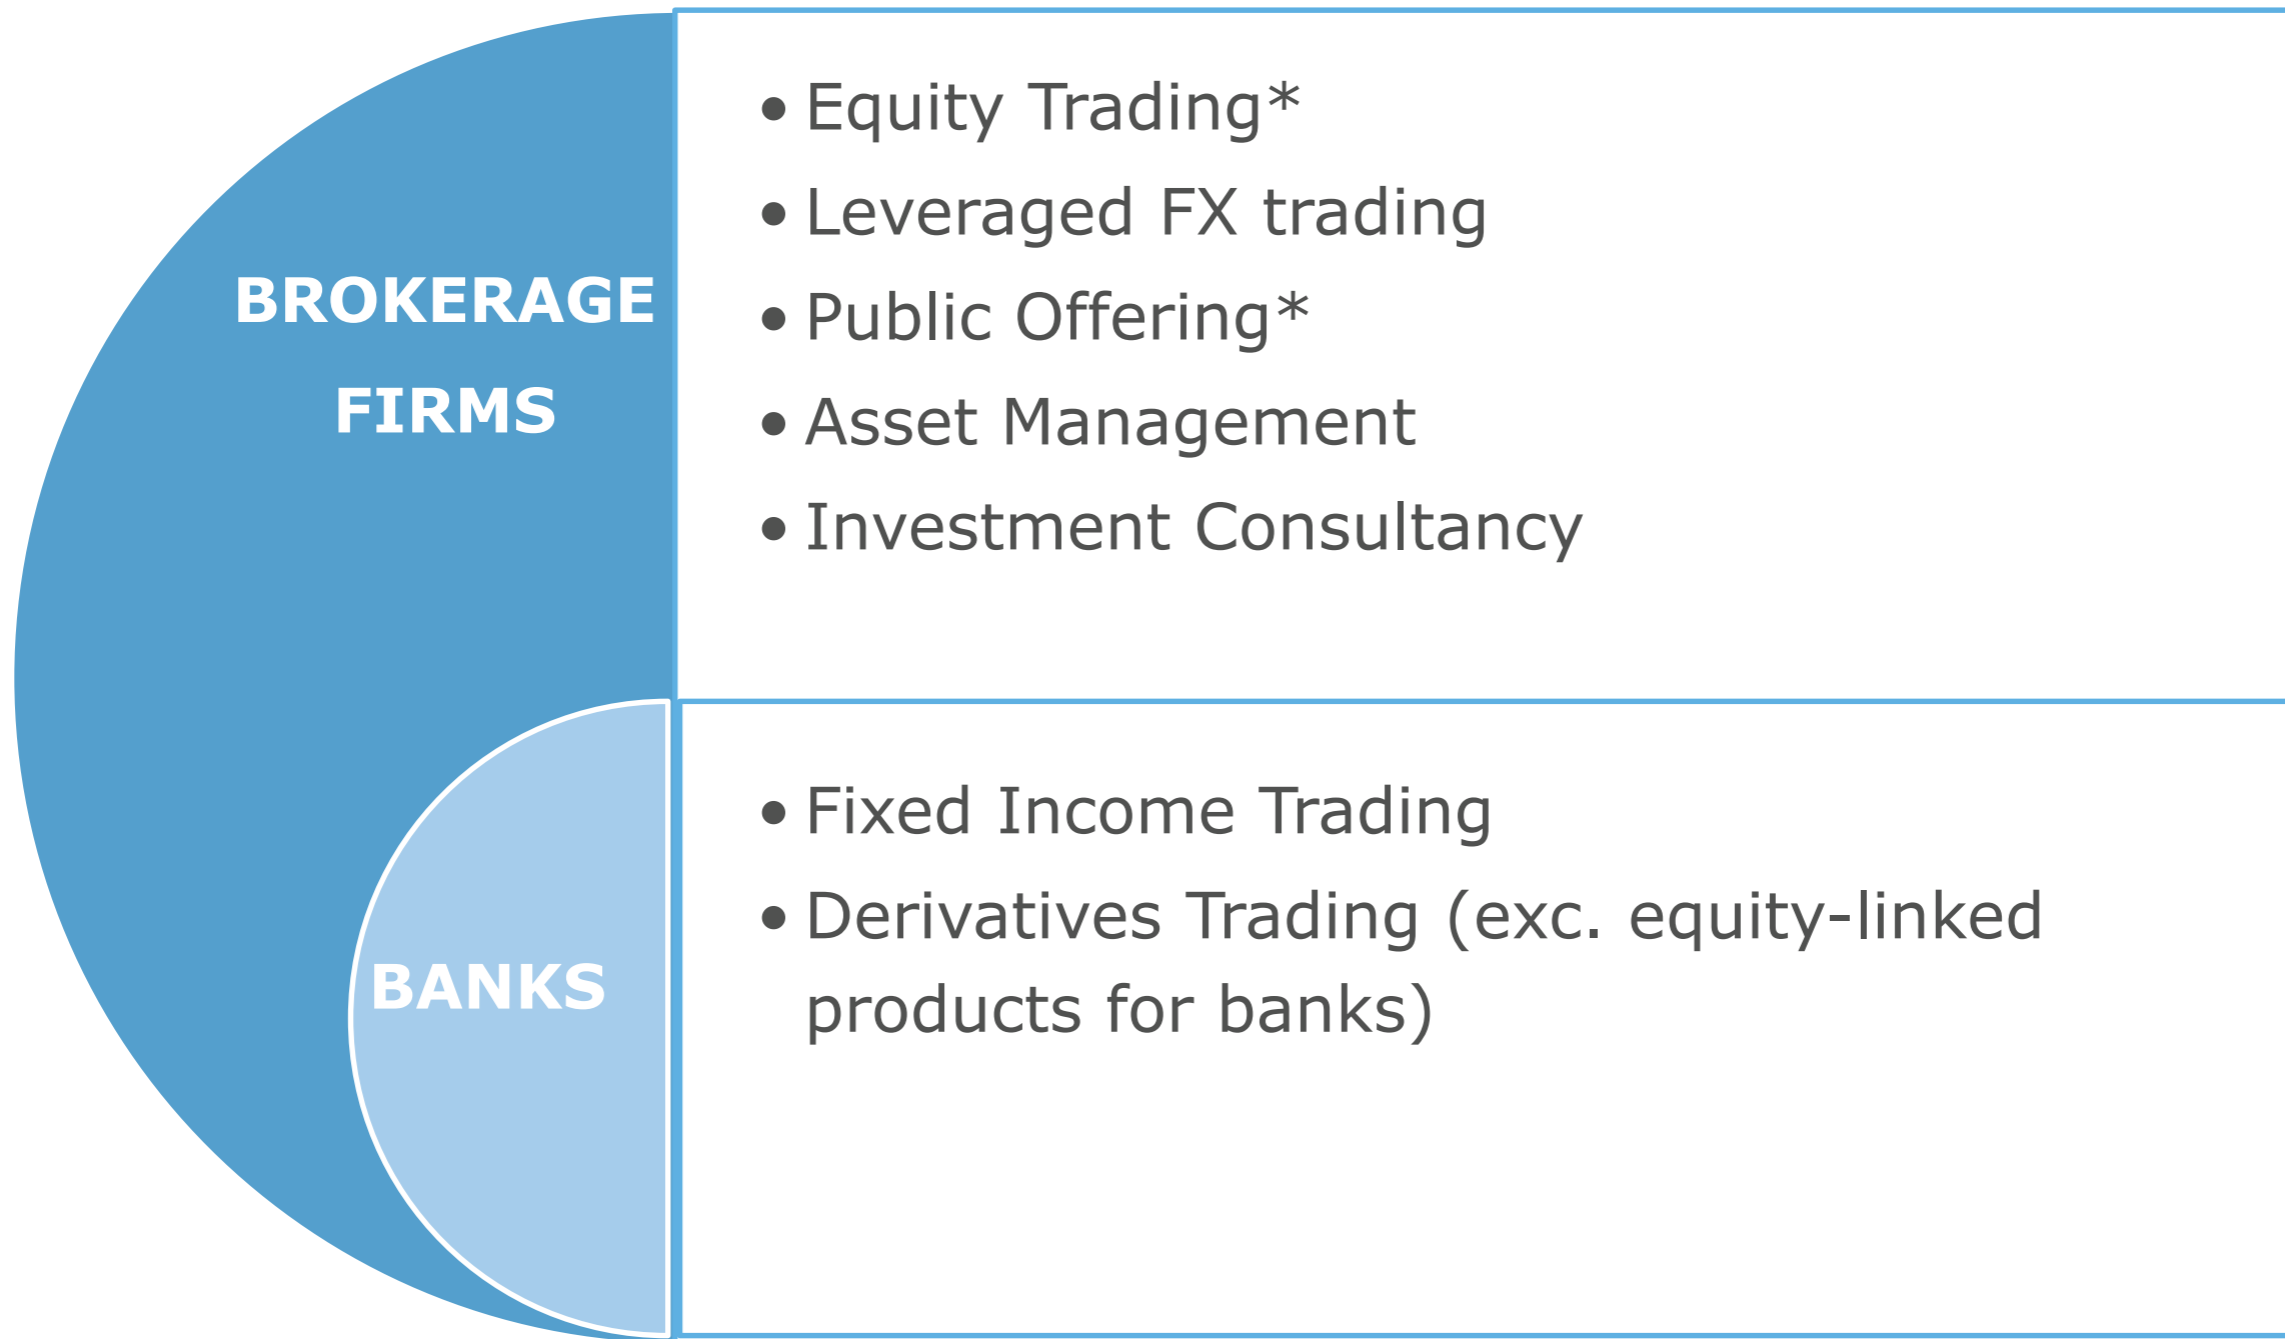 BROKERAGE
FIRMS
• Equity Trading*
• Leveraged FX trading
• Public Offering*
• Asset Management
• Investment Consultancy
BANKS
• Fixed Income Trading
• Derivatives Trading (exc. equity-linked
products for banks)